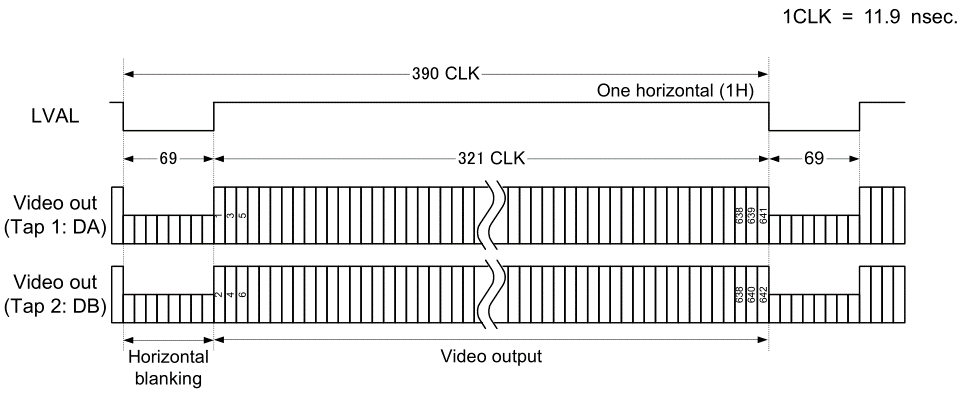 1CLK = 11.9 nsec.
390 CLK
One horizontal (1H)
LVAL
69
321 CLK
69
Video out
(Tap 1: DA)
1 3 5
638 639 641
Video out
(Tap 2: DB)
2 4 6
638 640 642
Horizontal
blanking
Video output